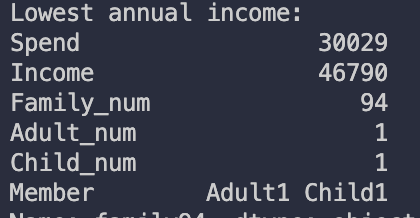 Lowest annual income:
Spend 30029
Income 46790
Family_num 94
Adult_num 1
Child_num 1
Member Adult1 Child1